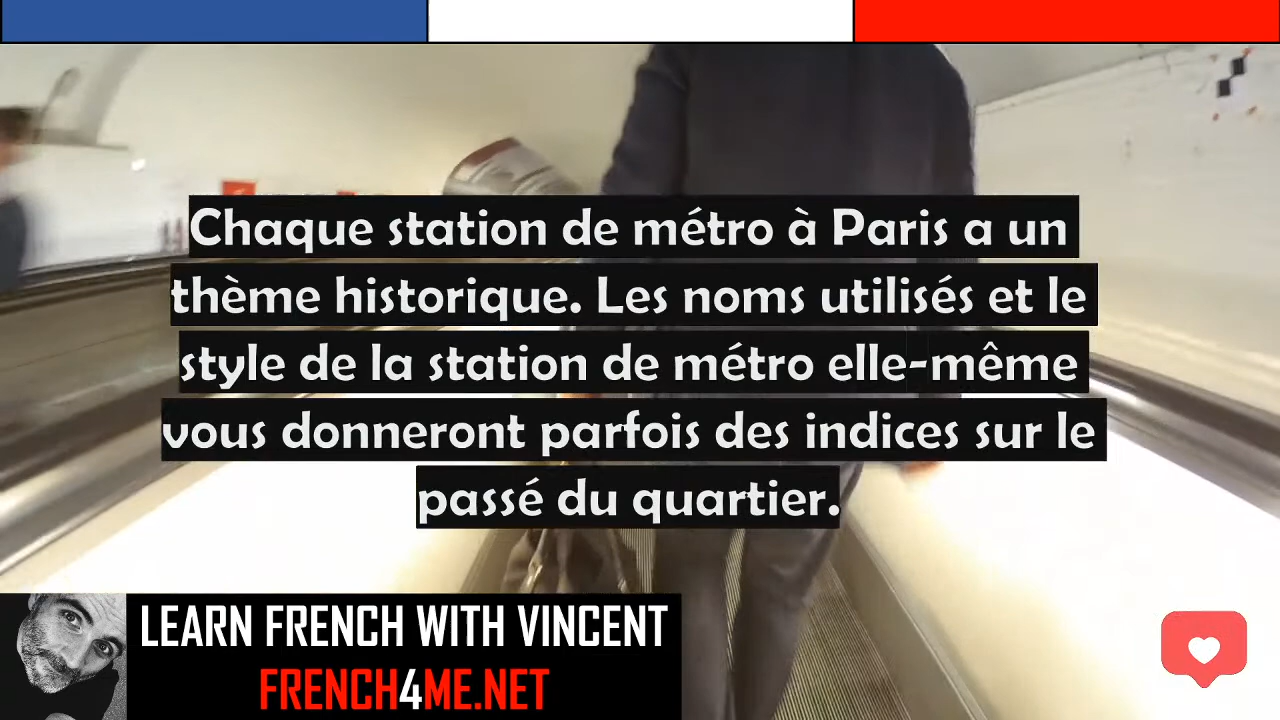 Chaque station de métro à Paris a un
thème historique. Les noms utilisés et le
style de la station de métro elle-même
vous donneront parfois des indices sur le
passé du quartier.
LEARN FRENCH WITH VINCENT
FRENCH4ME.NET